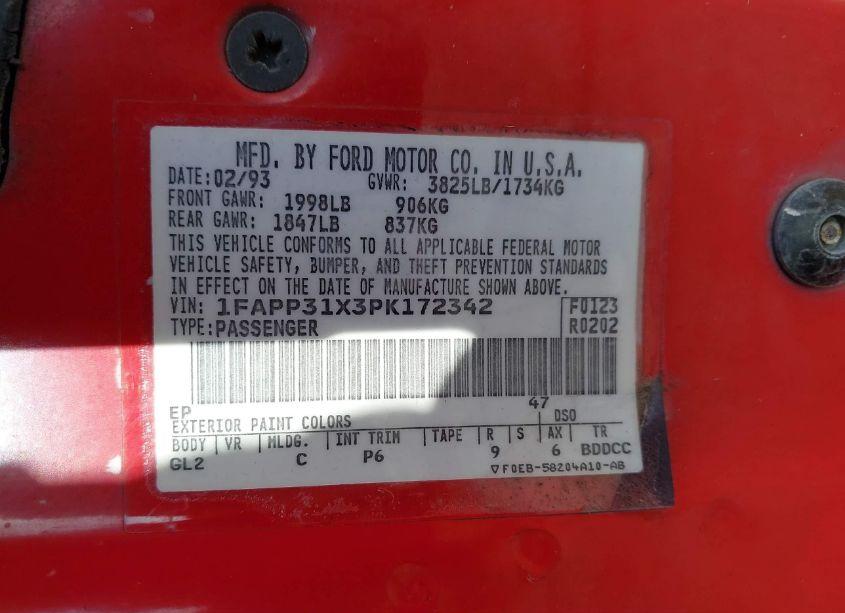 MFD. BY FORD MOTOR CO. IN U.S.A.
DATE: 02/93 GVWR: 3825LB/1734KG
FRONT GAWR: 1998LB 906KG
REAR GAWR: 1847LB 837KG
THIS VEHICLE CONFORMS TO ALL APPLICABLE FEDERAL MOTOR
VEHICLE SAFETY, BUMPER, AND THEFT PREVENTION STANDARDS
IN EFFECT ON THE DATE OF MANUFACTURE SHOWN ABOVE.
VIN: 1FAPP31X3PK172342 F0123
TYPE: PASSENGER R0202
EP 47
EXTERIOR PAINT COLORS DSO
BODY VR MLDG. INT TRIM TAPE R S AX TR
GL2 C P6 9 6 BDDCC
▽F0EB-58204A10-AB